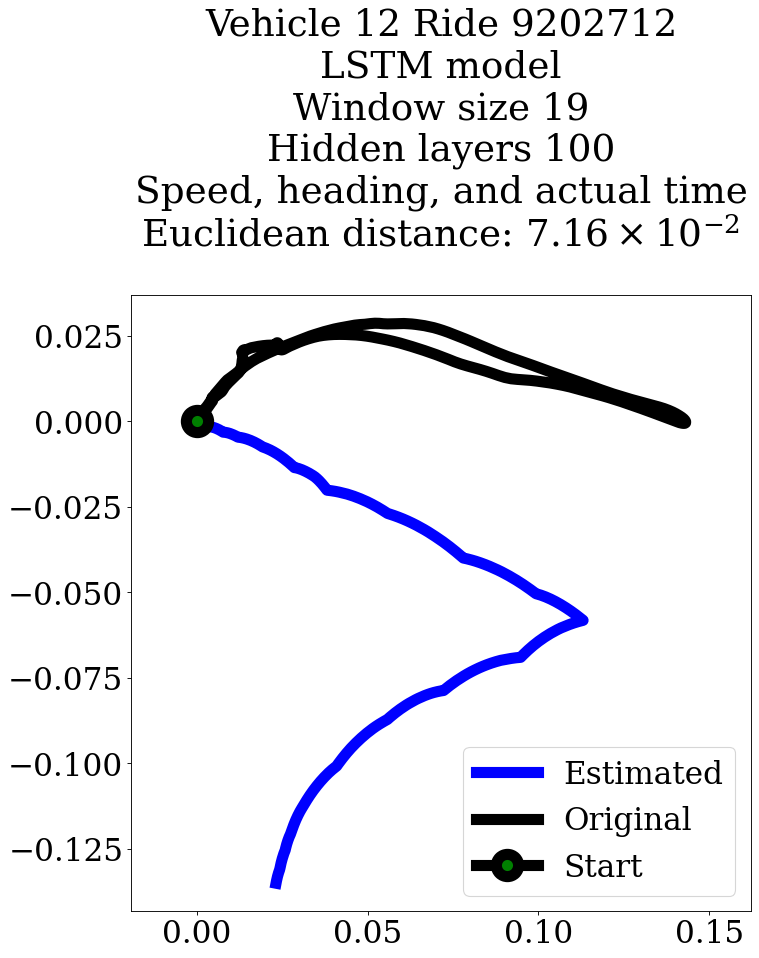 Vehicle 12 Ride 9202712
LSTM model
Window size 19
Hidden layers 100
Speed, heading, and actual time
Euclidean distance: 7.16 × 10⁻²
0.025
0.000
−0.025
−0.050
−0.075
−0.100
−0.125
Estimated
Original
Start
0.00 0.05 0.10 0.15